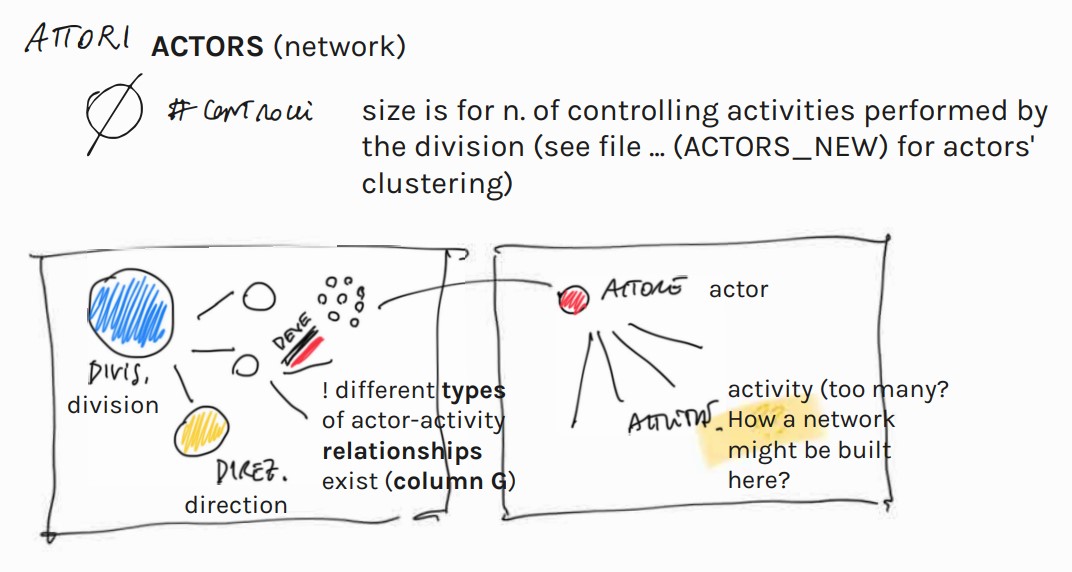 ATTORI ACTORS (network)
# controlli size is for n. of controlling activities performed by
the division (see file ... (ACTORS_NEW) for actors'
clustering)
ATTORE actor
DEVE
DIVIS.
division
! different types
of actor-activity
relationships
exist (column G)
activity (too many?
ATTIVITÀ. How a network
might be built
here?
DIREZ.
direction